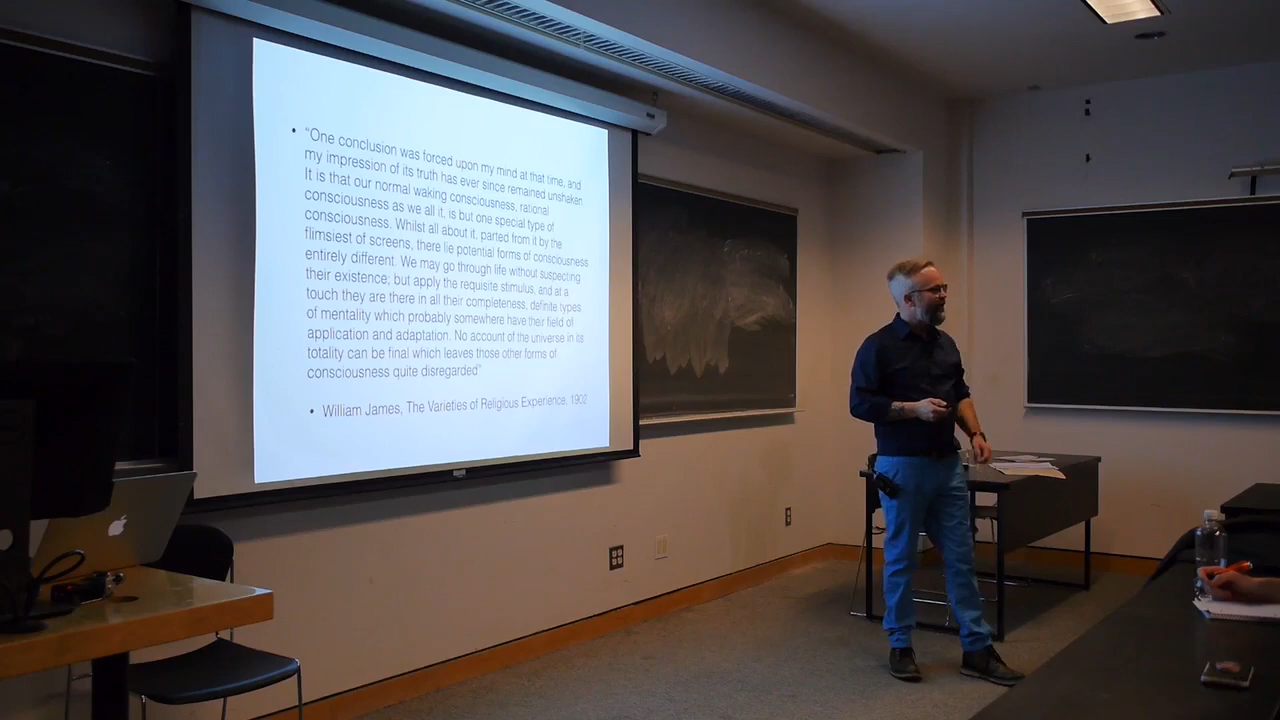 • "One conclusion was forced upon my mind at that time, and
my impression of its truth has ever since remained unshaken
It is that our normal waking consciousness, rational
consciousness as we all it, is but one special type of
consciousness. Whilst all about it, parted from it by the
flimsiest of screens, there lie potential forms of consciousness
entirely different. We may go through life without suspecting
their existence; but apply the requisite stimulus, and at a
touch they are there in all their completeness, definite types
of mentality which probably somewhere have their field of
application and adaptation. No account of the universe in its
totality can be final which leaves those other forms of
consciousness quite disregarded"
• William James, The Varieties of Religious Experience, 1902